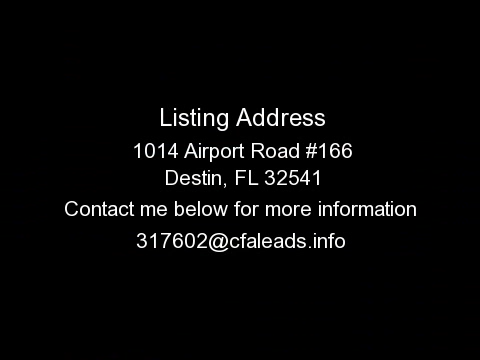 Listing Address
1014 Airport Road #166
Destin, FL 32541
Contact me below for more information
317602@cfaleads.info